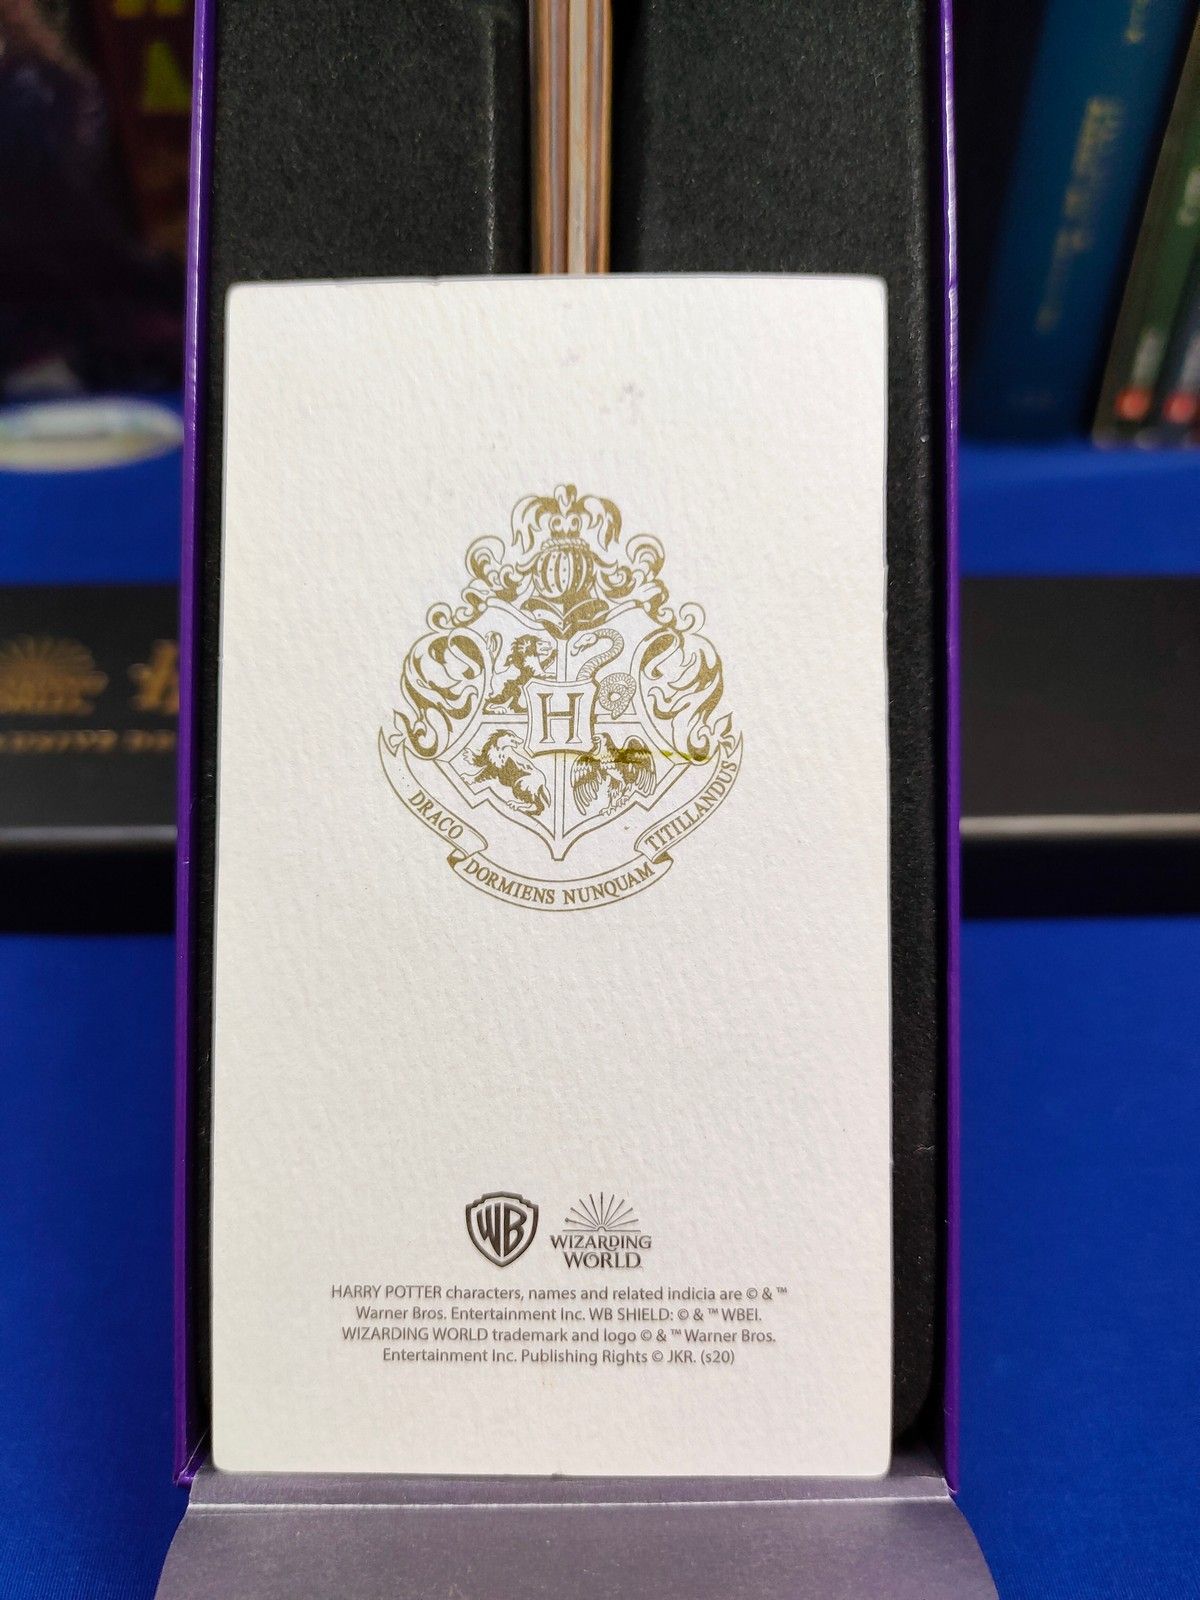 H
DRACO
DORMIENS NUNQUAM
TITILLANDUS
WB
WIZARDING
WORLD
HARRY POTTER characters, names and related indicia are © & ™
Warner Bros. Entertainment Inc. WB SHIELD: © & ™ WBEI.
WIZARDING WORLD trademark and logo © & ™ Warner Bros.
Entertainment Inc. Publishing Rights © JKR. (s20)